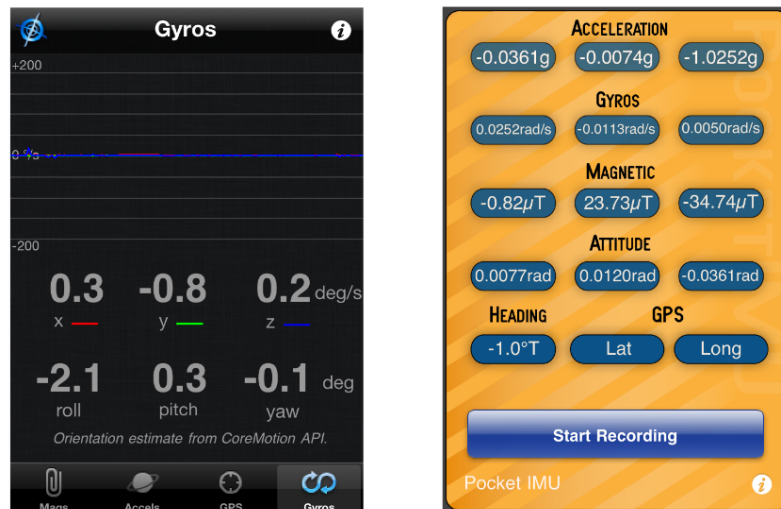 Gyros
+200
0 °/s
-200
0.3 -0.8 0.2 deg/s
x y z
-2.1 0.3 -0.1 deg
roll pitch yaw
Orientation estimate from CoreMotion API.
Mags Accels GPS Gyros
ACCELERATION
-0.0361g -0.0074g -1.0252g
GYROS
0.0252rad/s -0.0113rad/s 0.0050rad/s
MAGNETIC
-0.82μT 23.73μT -34.74μT
ATTITUDE
0.0077rad 0.0120rad -0.0361rad
HEADING GPS
-1.0°T Lat Long
Start Recording
Pocket IMU